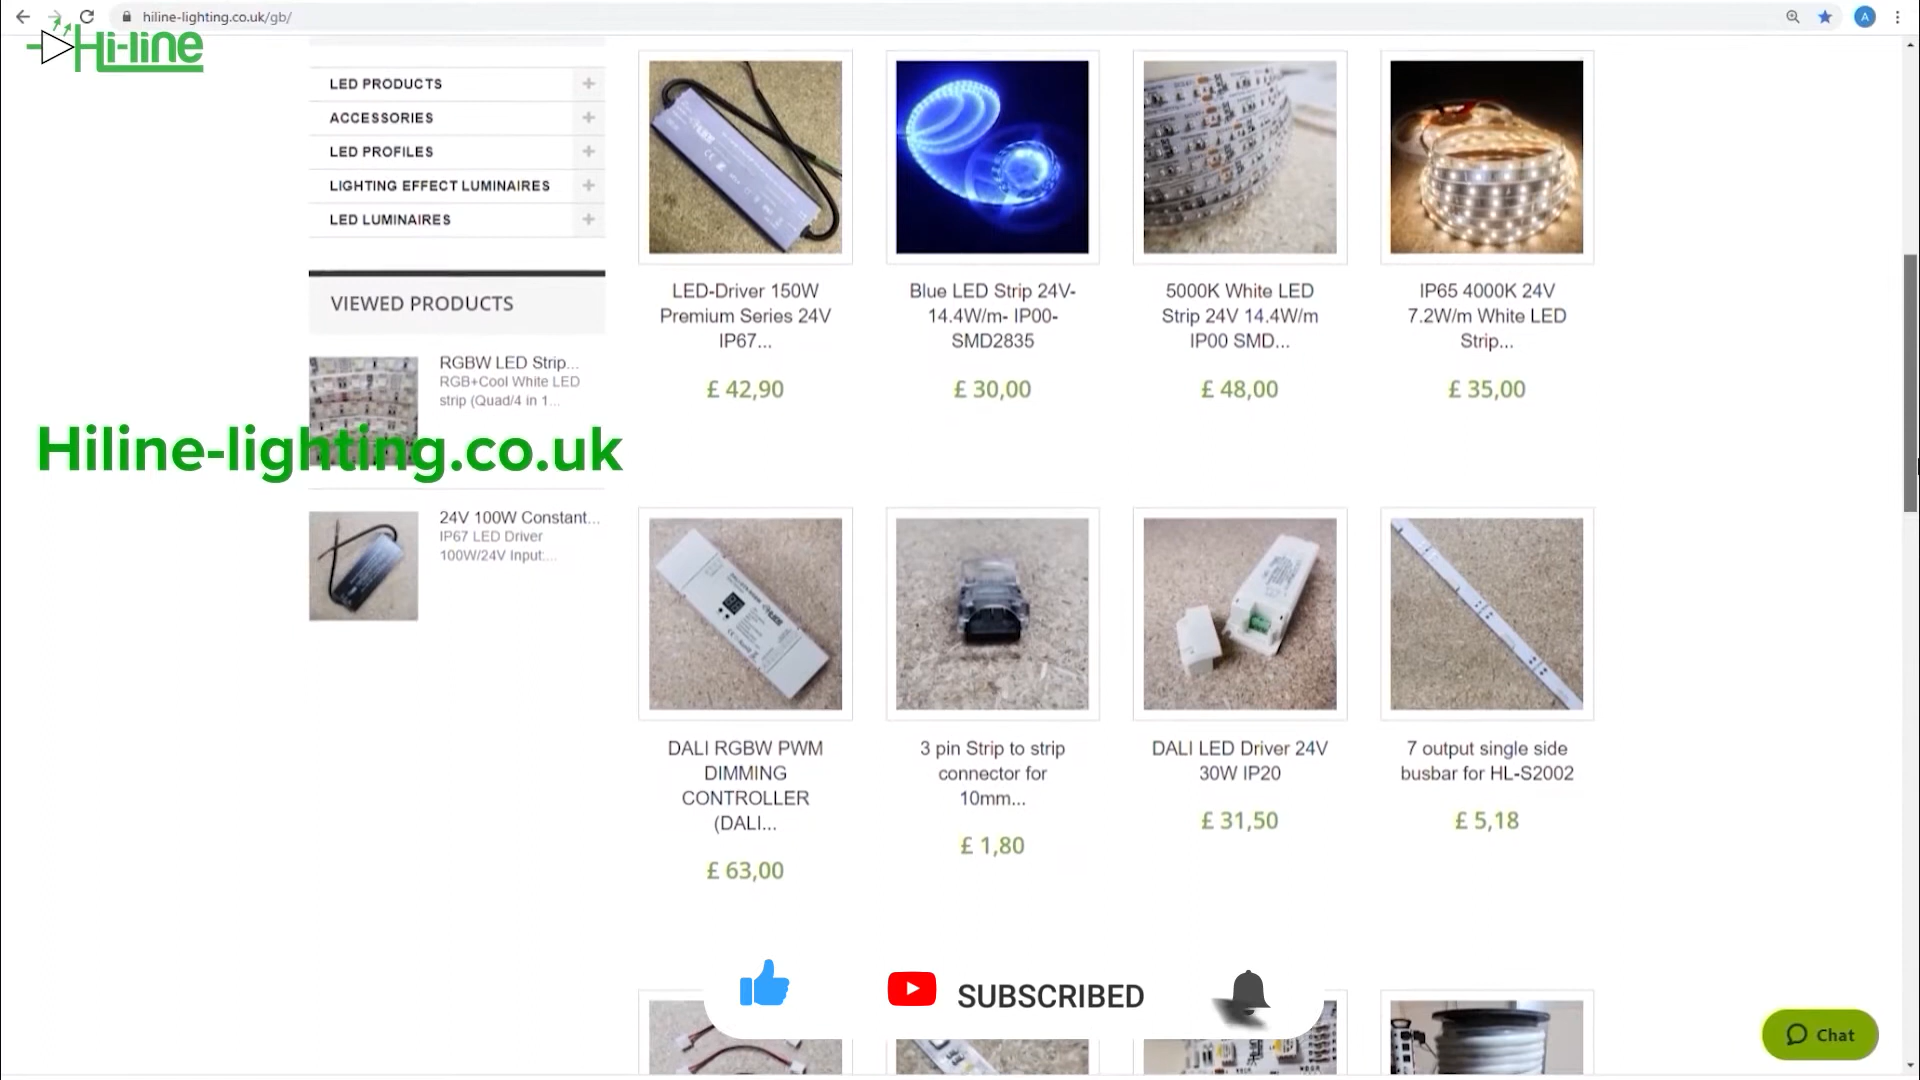 hiline-lighting.co.uk/gb/
A
Hi-line
LED PRODUCTS
ACCESSORIES
LED PROFILES
LIGHTING EFFECT LUMINAIRES
LED LUMINAIRES
VIEWED PRODUCTS
RGBW LED Strip...
RGB+Cool White LED
strip (Quad/4 in 1...
Hiline-lighting.co.uk
24V 100W Constant...
IP67 LED Driver
100W/24V Input:...
LED-Driver 150W
Premium Series 24V
IP67...
£ 42,90
Blue LED Strip 24V-
14.4W/m- IP00-
SMD2835
£ 30,00
5000K White LED
Strip 24V 14.4W/m
IP00 SMD...
£ 48,00
IP65 4000K 24V
7.2W/m White LED
Strip...
£ 35,00
DALI RGBW PWM
DIMMING
CONTROLLER
(DALI...
£ 63,00
3 pin Strip to strip
connector for
10mm...
£ 1,80
DALI LED Driver 24V
30W IP20
£ 31,50
7 output single side
busbar for HL-S2002
£ 5,18
SUBSCRIBED
Chat